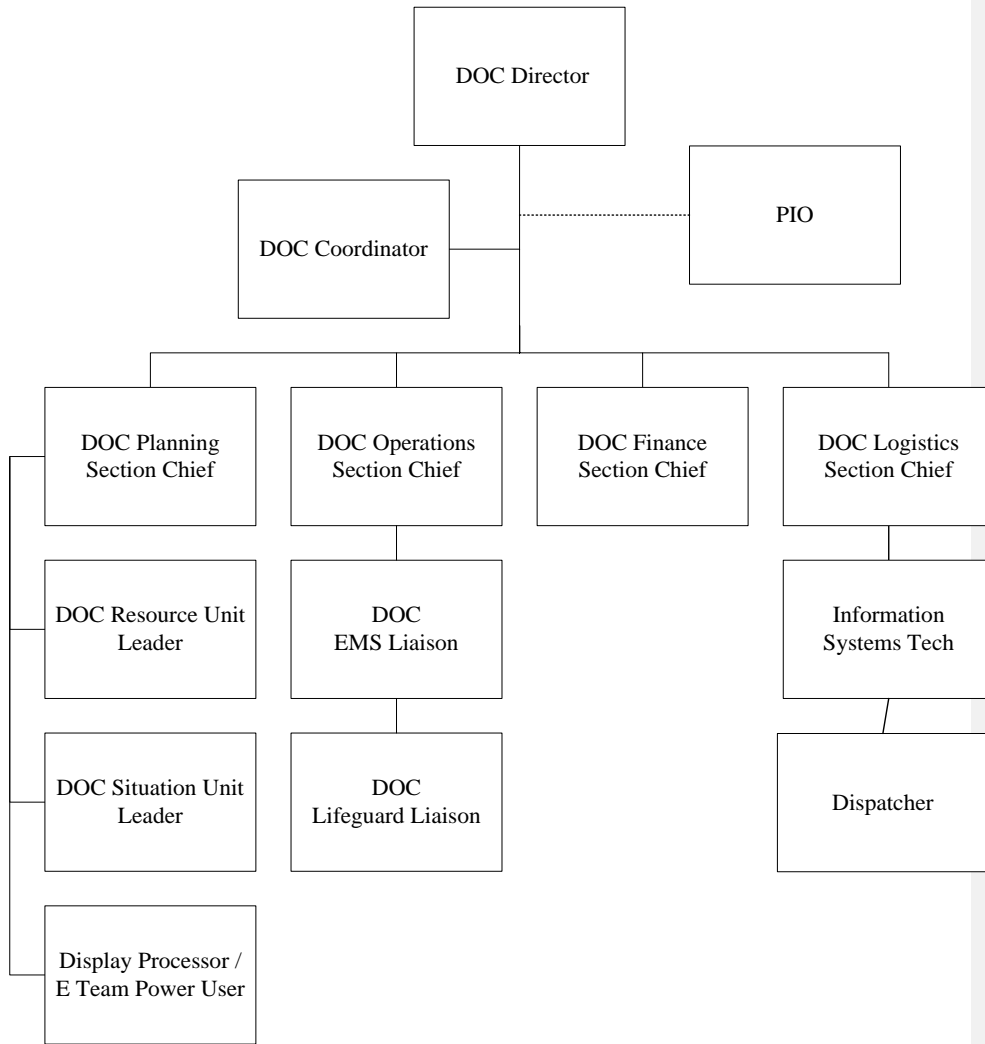 DOC Director
PIO
DOC Coordinator
DOC Planning
Section Chief
DOC Operations
Section Chief
DOC Finance
Section Chief
DOC Logistics
Section Chief
DOC Resource Unit
Leader
DOC
EMS Liaison
Information
Systems Tech
DOC Situation Unit
Leader
DOC
Lifeguard Liaison
Dispatcher
Display Processor /
E Team Power User